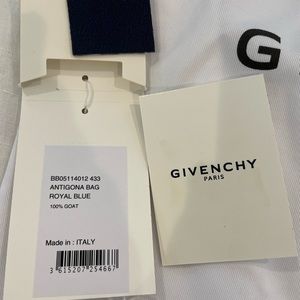 G
BB05114012 433
ANTIGONA BAG
ROYAL BLUE
100% GOAT
Made in : ITALY
3 615207 254667
GIVENCHY
PARIS